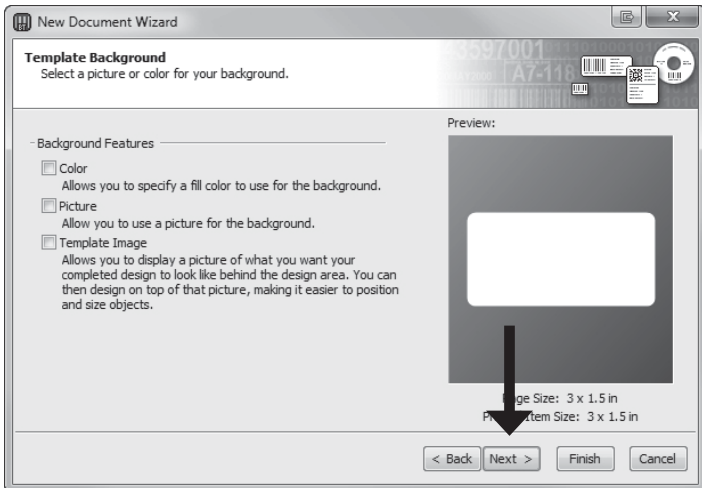 New Document Wizard
Template Background
Select a picture or color for your background.
A7-118
Preview:
Background Features
Color
Allows you to specify a fill color to use for the background.
Picture
Allow you to use a picture for the background.
Template Image
Allows you to display a picture of what you want your
completed design to look like behind the design area. You can
then design on top of that picture, making it easier to position
and size objects.
Size: 3 x 1.5 in
Item Size: 3 x 1.5 in
< Back
Next >
Finish
Cancel